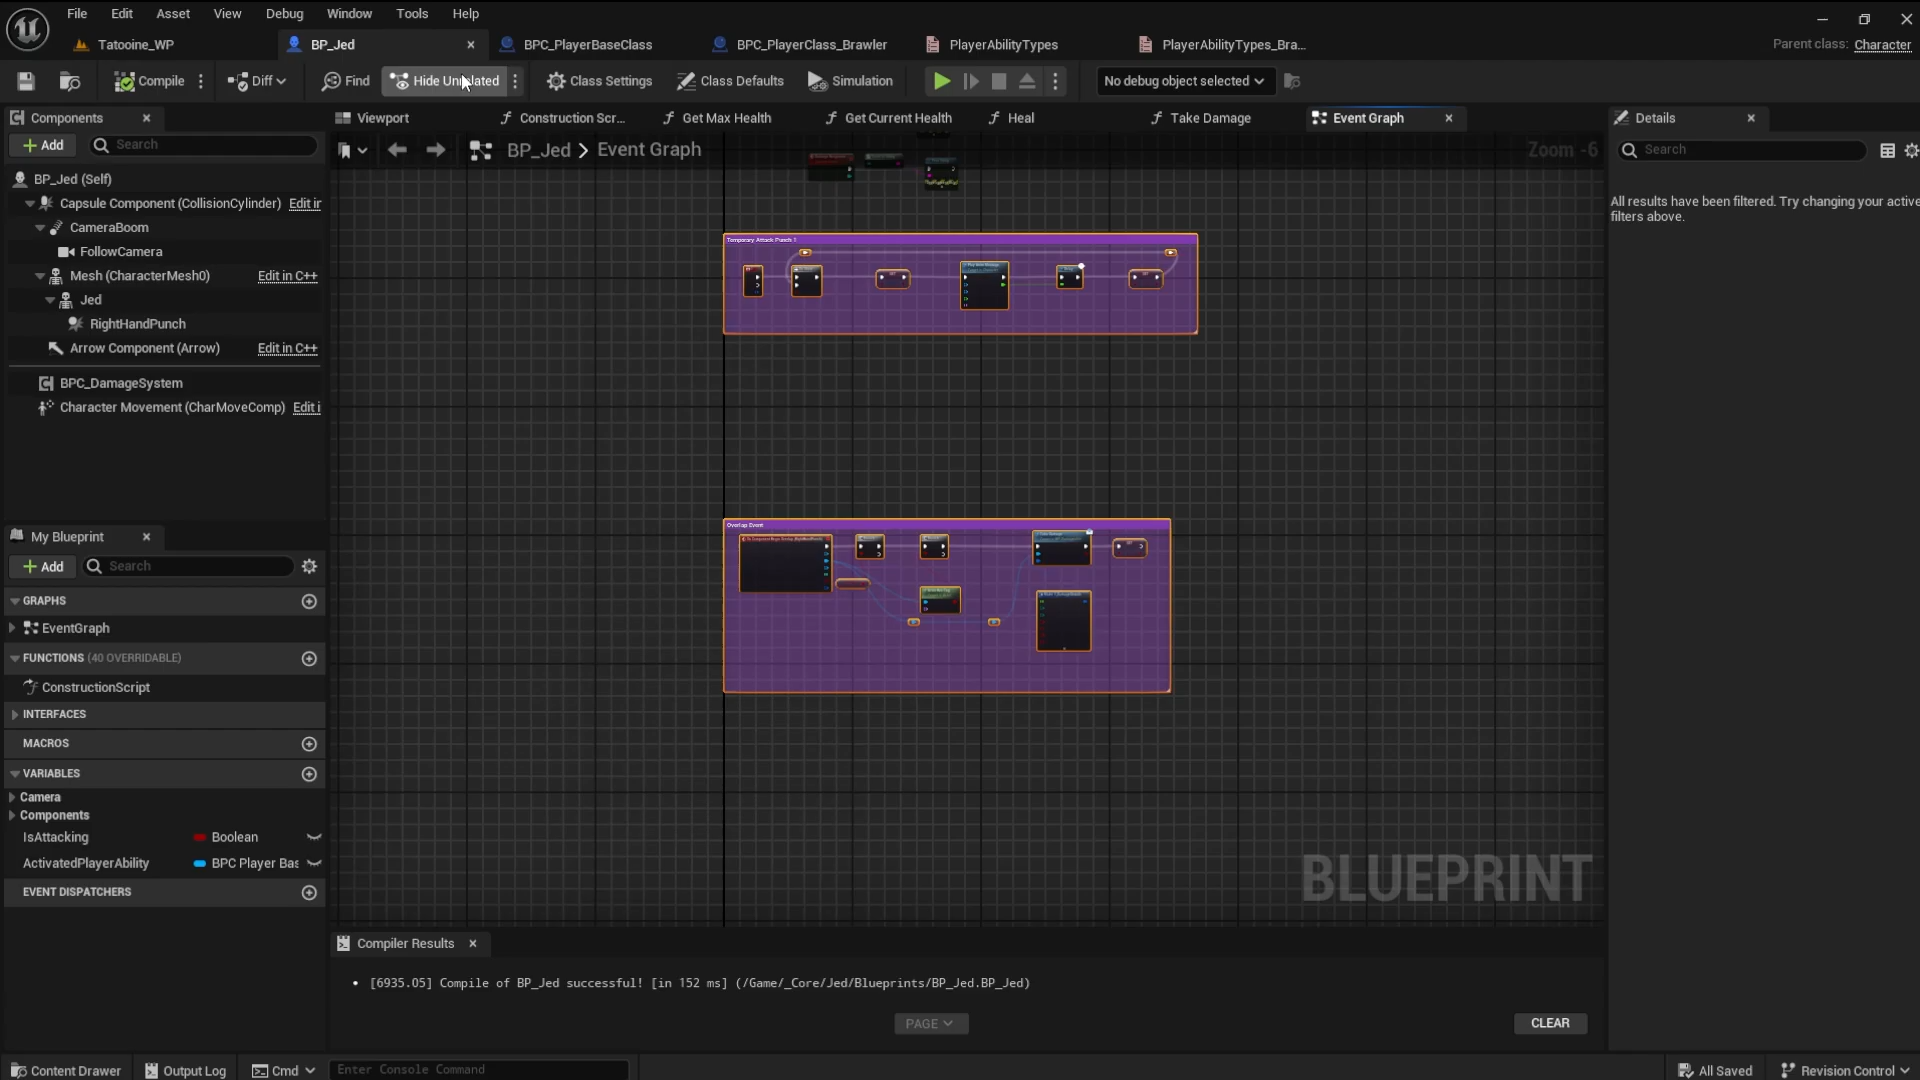 File Edit Asset View Debug Window Tools Help
Tatooine_WP BP_Jed BPC_PlayerBaseClass BPC_PlayerClass_Brawler PlayerAbilityTypes PlayerAbilityTypes_Bra...
Parent class: Character
Compile Diff Find Hide Unrelated Class Settings Class Defaults Simulation No debug object selected
Components
Viewport Construction Scr... Get Max Health Get Current Health Heal Take Damage Event Graph
Details
Add Search
BP_Jed > Event Graph
Zoom -6
Search
BP_Jed (Self)
Capsule Component (CollisionCylinder) Edit in
CameraBoom
FollowCamera
Mesh (CharacterMesh0) Edit in C++
Jed
RightHandPunch
Arrow Component (Arrow) Edit in C++
BPC_DamageSystem
Character Movement (CharMoveComp) Edit i
All results have been filtered. Try changing your active
filters above.
Temporary Attack Punch 1
Overlap Event
My Blueprint
Add Search
GRAPHS
EventGraph
FUNCTIONS (40 OVERRIDABLE)
ConstructionScript
INTERFACES
MACROS
VARIABLES
Camera
Components
IsAttacking Boolean
ActivatedPlayerAbility BPC Player Bas
EVENT DISPATCHERS
BLUEPRINT
Compiler Results
[6935.05] Compile of BP_Jed successful! [in 152 ms] (/Game/_Core/Jed/Blueprints/BP_Jed.BP_Jed)
PAGE
CLEAR
Content Drawer Output Log Cmd Enter Console Command All Saved Revision Control